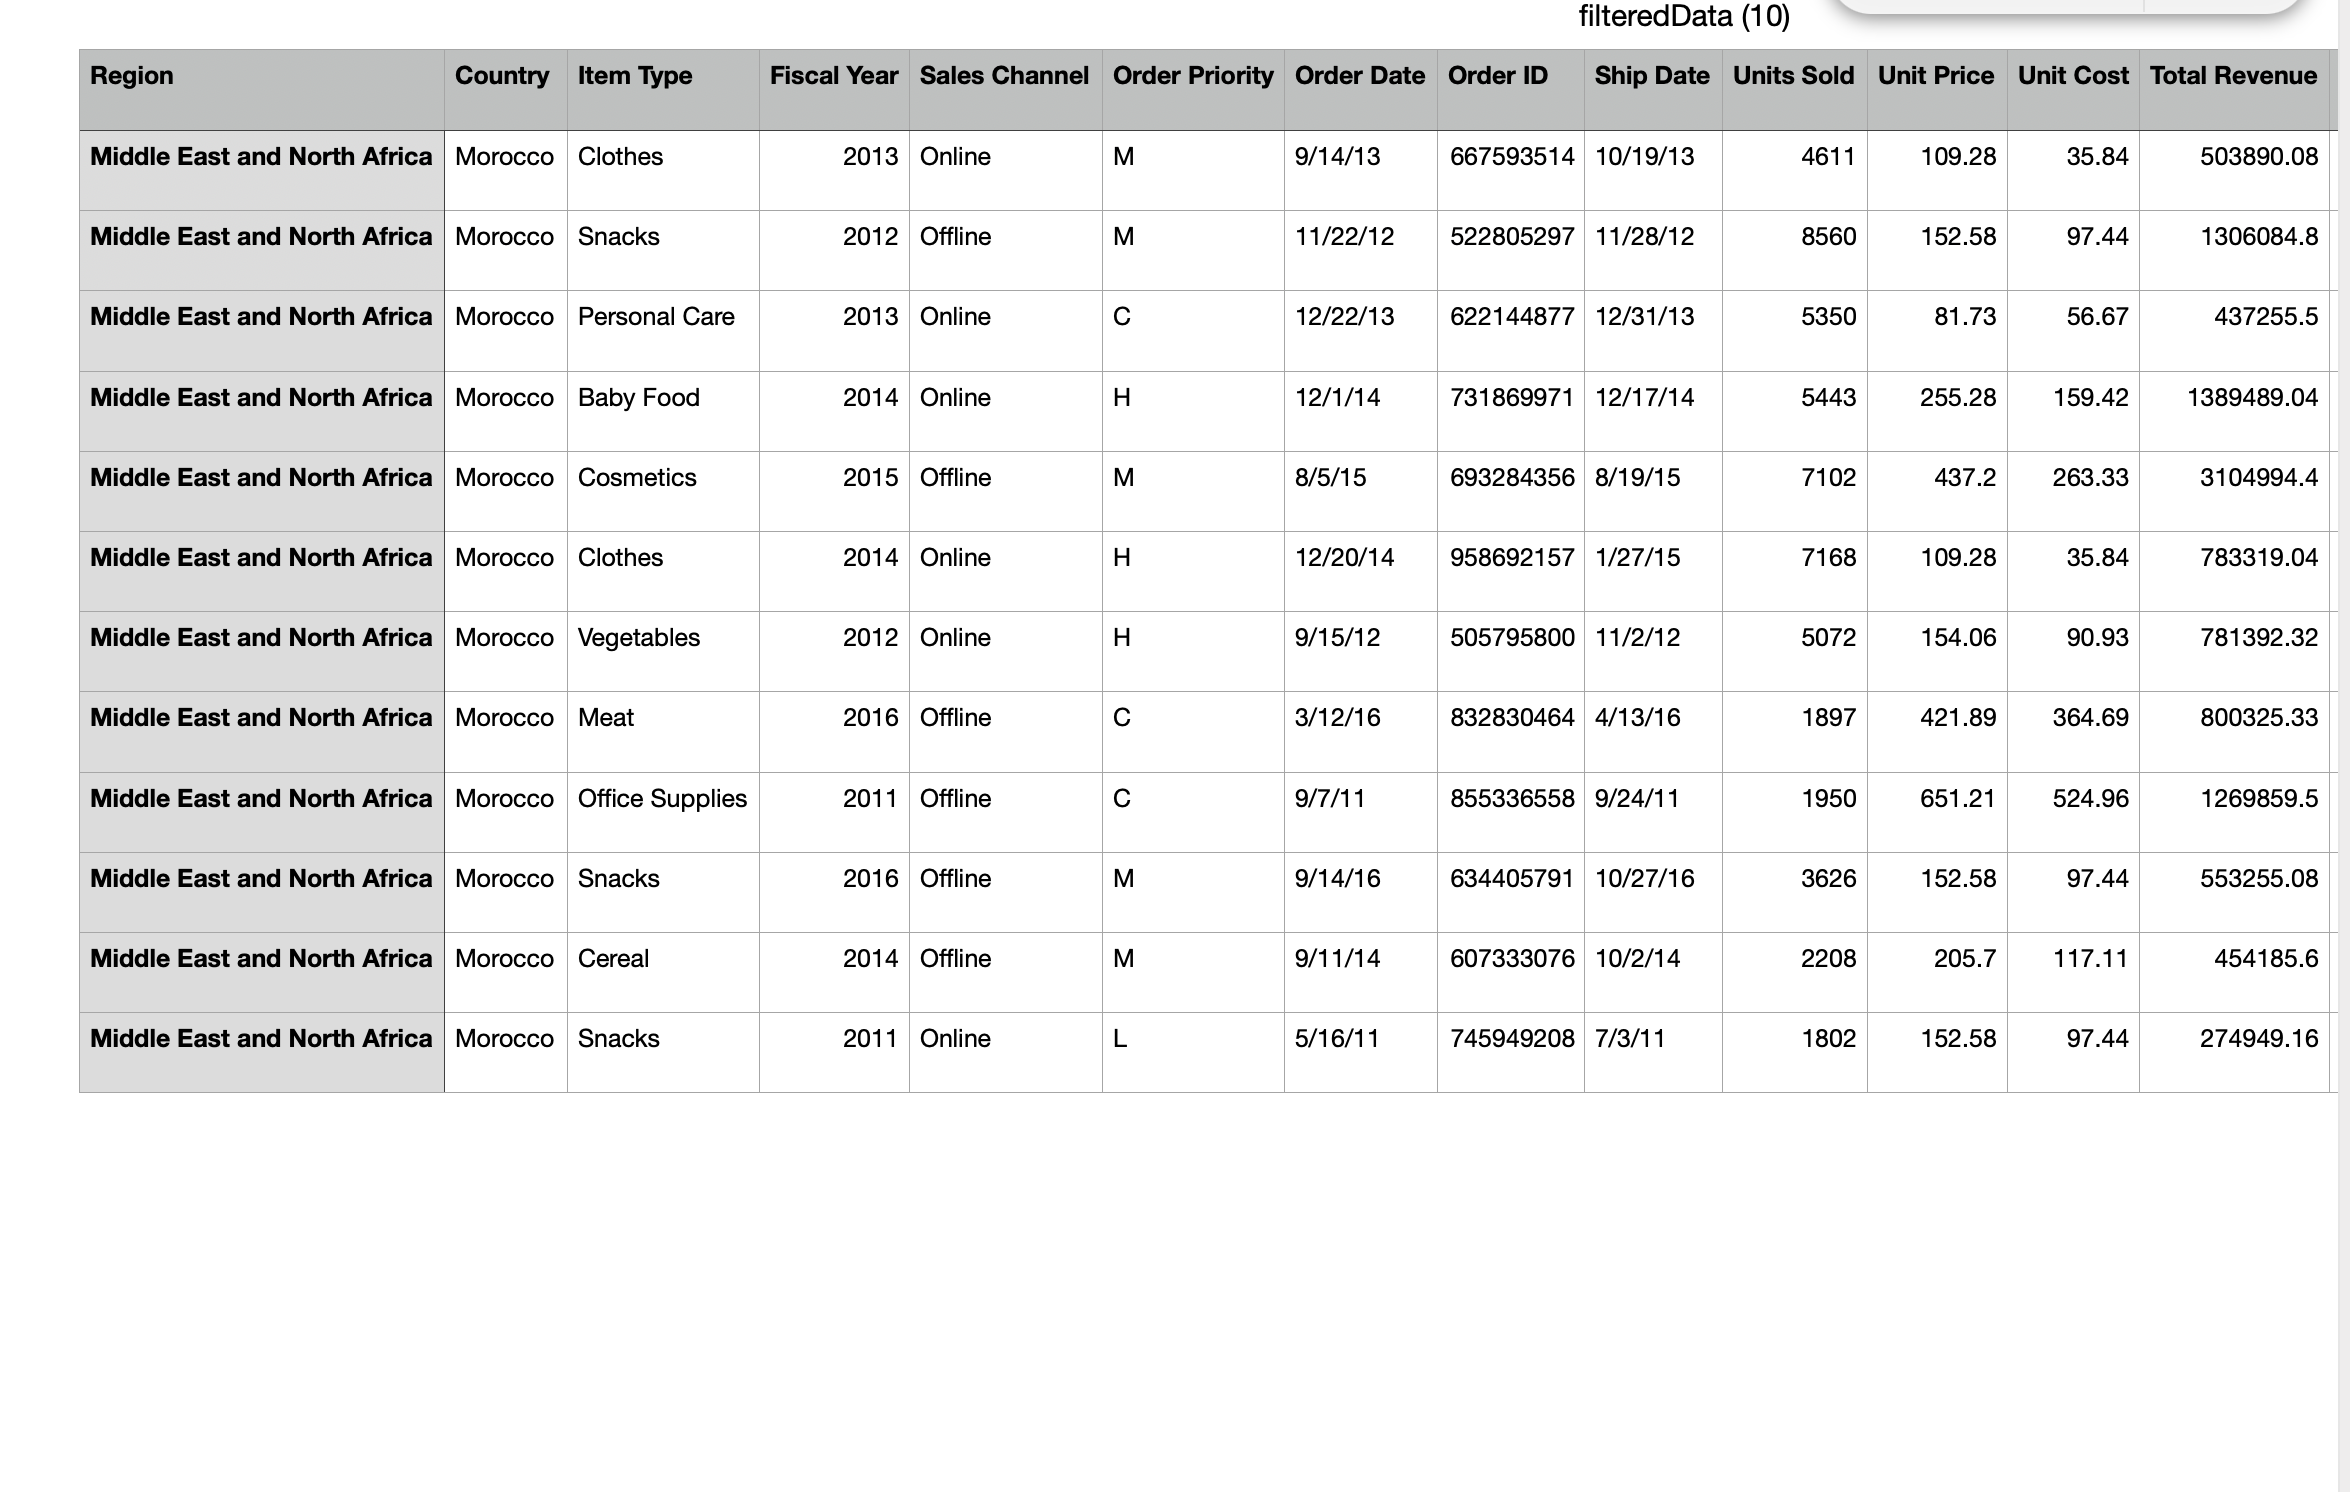 filteredData (10)
Region Country Item Type Fiscal Year Sales Channel Order Priority Order Date Order ID Ship Date Units Sold Unit Price Unit Cost Total Revenue
Middle East and North Africa Morocco Clothes 2013 Online M 9/14/13 667593514 10/19/13 4611 109.28 35.84 503890.08
Middle East and North Africa Morocco Snacks 2012 Offline M 11/22/12 522805297 11/28/12 8560 152.58 97.44 1306084.8
Middle East and North Africa Morocco Personal Care 2013 Online C 12/22/13 622144877 12/31/13 5350 81.73 56.67 437255.5
Middle East and North Africa Morocco Baby Food 2014 Online H 12/1/14 731869971 12/17/14 5443 255.28 159.42 1389489.04
Middle East and North Africa Morocco Cosmetics 2015 Offline M 8/5/15 693284356 8/19/15 7102 437.2 263.33 3104994.4
Middle East and North Africa Morocco Clothes 2014 Online H 12/20/14 958692157 1/27/15 7168 109.28 35.84 783319.04
Middle East and North Africa Morocco Vegetables 2012 Online H 9/15/12 505795800 11/2/12 5072 154.06 90.93 781392.32
Middle East and North Africa Morocco Meat 2016 Offline C 3/12/16 832830464 4/13/16 1897 421.89 364.69 800325.33
Middle East and North Africa Morocco Office Supplies 2011 Offline C 9/7/11 855336558 9/24/11 1950 651.21 524.96 1269859.5
Middle East and North Africa Morocco Snacks 2016 Offline M 9/14/16 634405791 10/27/16 3626 152.58 97.44 553255.08
Middle East and North Africa Morocco Cereal 2014 Offline M 9/11/14 607333076 10/2/14 2208 205.7 117.11 454185.6
Middle East and North Africa Morocco Snacks 2011 Online L 5/16/11 745949208 7/3/11 1802 152.58 97.44 274949.16